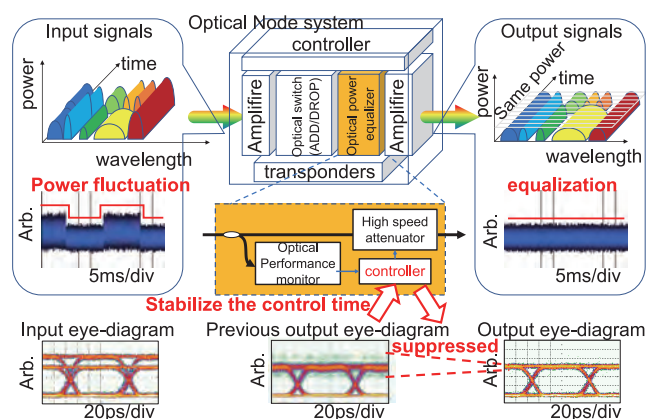 Input signals
power
time
wavelength
Power fluctuation
Arb.
5ms/div
Optical Node system
controller
Amplifire
Optical switch
(ADD/DROP)
Optical power
equalizer
Amplifire
transponders
High speed
attenuator
Optical
Performance
monitor
controller
Output signals
power
time
Same power
wavelength
equalization
Arb.
5ms/div
Stabilize the control time
suppressed
Input eye-diagram
Arb.
20ps/div
Previous output eye-diagram
Arb.
20ps/div
Output eye-diagram
Arb.
20ps/div